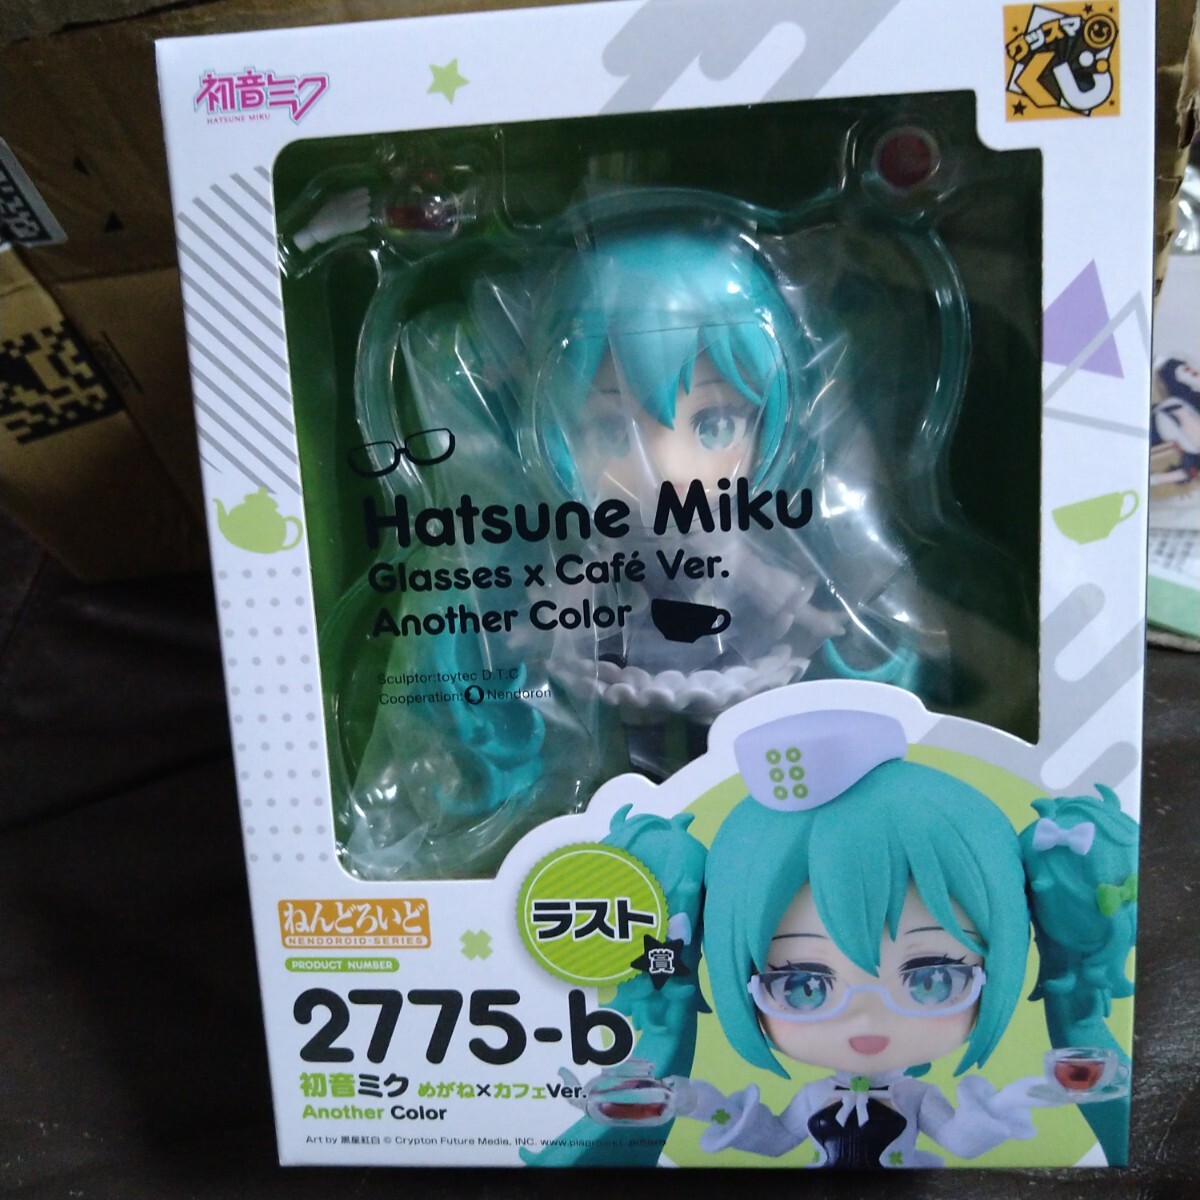 初音ミク
HATSUNE MIKU
グッスマ
くじ
Hatsune Miku
Glasses x Café Ver.
Another Color
Sculptor:toytec D.T.C
Cooperation: Nendoron
ラスト
賞
ねんどろいど
NENDOROID-SERIES
PRODUCT NUMBER
2775-b
初音ミク めがね×カフェVer.
Another Color
Art by 黒星紅白 © Crypton Future Media, INC. www.piapro.net